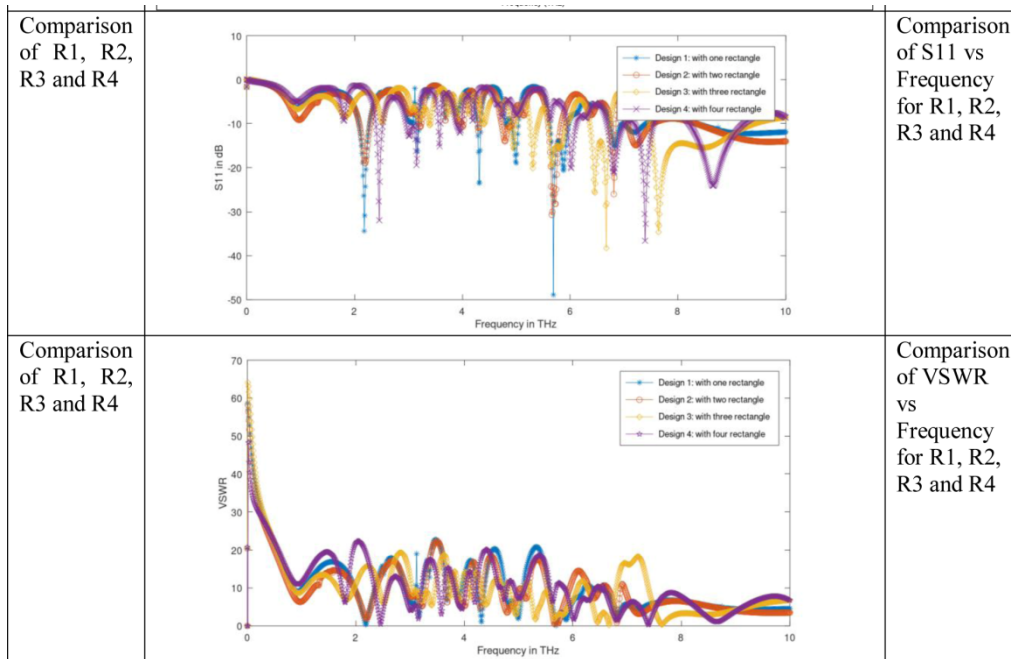 Comparison
of R1, R2,
R3 and R4
10
0
-10
-20
-30
-40
-50
S11 in dB
0 2 4 6 8 10
Frequency in THz
Design 1: with one rectangle
Design 2: with two rectangle
Design 3: with three rectangle
Design 4: with four rectangle
Comparison
of S11 vs
Frequency
for R1, R2,
R3 and R4
Comparison
of R1, R2,
R3 and R4
70
60
50
40
30
20
10
0
VSWR
0 2 4 6 8 10
Frequency in THz
Design 1: with one rectangle
Design 2: with two rectangle
Design 3: with three rectangle
Design 4: with four rectangle
Comparison
of VSWR
vs
Frequency
for R1, R2,
R3 and R4